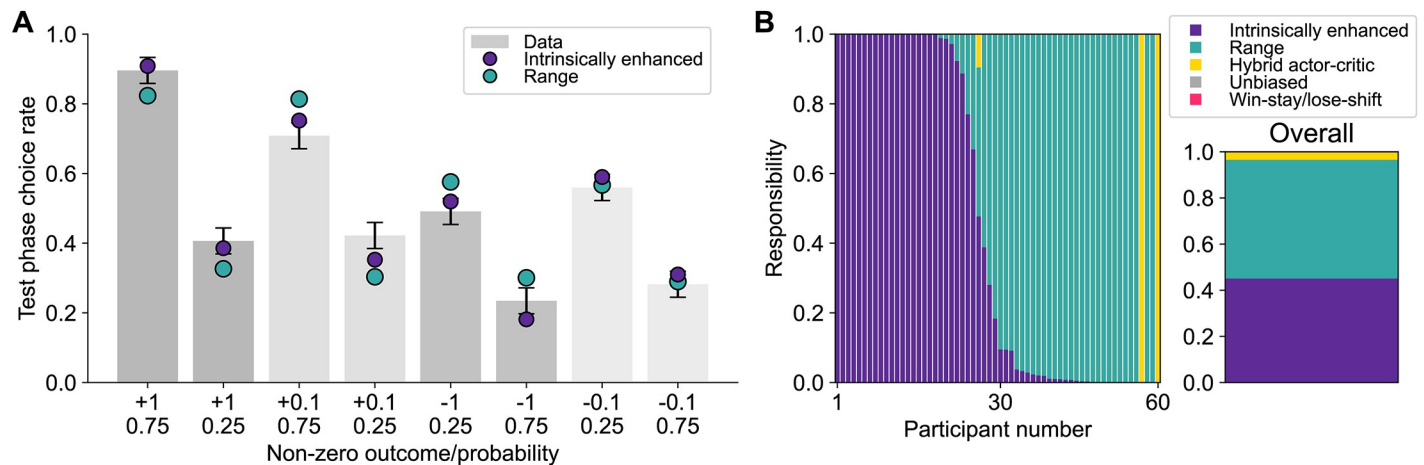 A
1.0
0.8
0.6
0.4
0.2
0.0
Test phase choice rate
Data
Intrinsically enhanced
Range
+1 +1 +0.1 +0.1 -1 -1 -0.1 -0.1
0.75 0.25 0.75 0.25 0.25 0.75 0.25 0.75
Non-zero outcome/probability
B
1.0
0.8
0.6
0.4
0.2
0.0
Responsibility
1 30 60
Participant number
Intrinsically enhanced
Range
Hybrid actor-critic
Unbiased
Win-stay/lose-shift
Overall
1.0
0.8
0.6
0.4
0.2
0.0